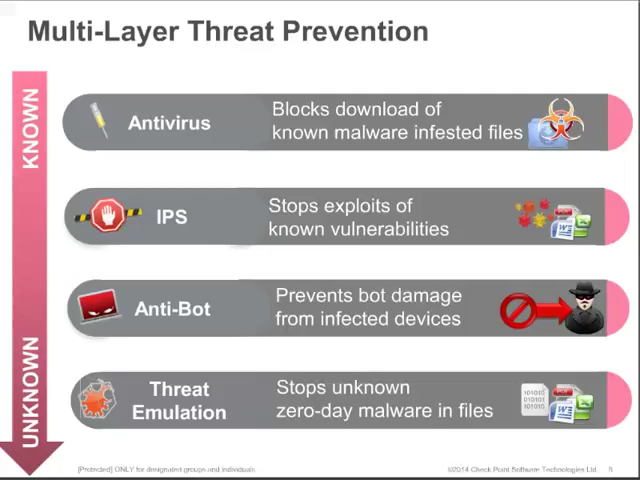 Multi-Layer Threat Prevention
KNOWN
Antivirus
Blocks download of
known malware infested files
IPS
Stops exploits of
known vulnerabilities
Anti-Bot
Prevents bot damage
from infected devices
UNKNOWN
Threat
Emulation
Stops unknown
zero-day malware in files
[Protected] ONLY for designated groups and individuals
©2014 Check Point Software Technologies Ltd.